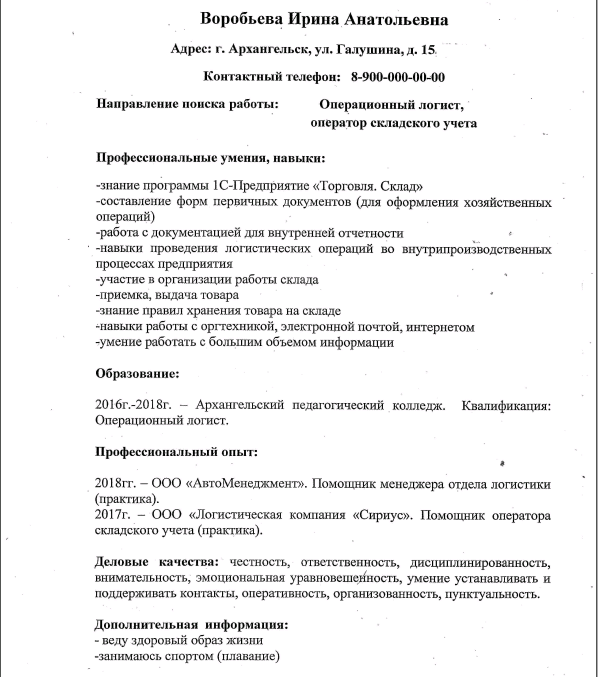 Воробьева Ирина Анатольевна
Адрес: г. Архангельск, ул. Галушина, д. 15.
Контактный телефон: 8-900-000-00-00
Направление поиска работы: Операционный логист,
оператор складского учета
Профессиональные умения, навыки:
-знание программы 1С-Предприятие «Торговля. Склад»
-составление форм первичных документов (для оформления хозяйственных
операций)
-работа с документацией для внутренней отчетности
-навыки проведения логистических операций во внутрипроизводственных
процессах предприятия
-участие в организации работы склада
-приемка, выдача товара
-знание правил хранения товара на складе
-навыки работы с оргтехникой, электронной почтой, интернетом
-умение работать с большим объемом информации
Образование:
2016г.-2018г. – Архангельский педагогический колледж. Квалификация:
Операционный логист.
Профессиональный опыт:
2018гг. – ООО «АвтоМенеджмент». Помощник менеджера отдела логистики
(практика).
2017г. – ООО «Логистическая компания «Сириус». Помощник оператора
складского учета (практика).
Деловые качества: честность, ответственность, дисциплинированность,
внимательность, эмоциональная уравновешенность, умение устанавливать и
поддерживать контакты, оперативность, организованность, пунктуальность.
Дополнительная информация:
- веду здоровый образ жизни
-занимаюсь спортом (плавание)